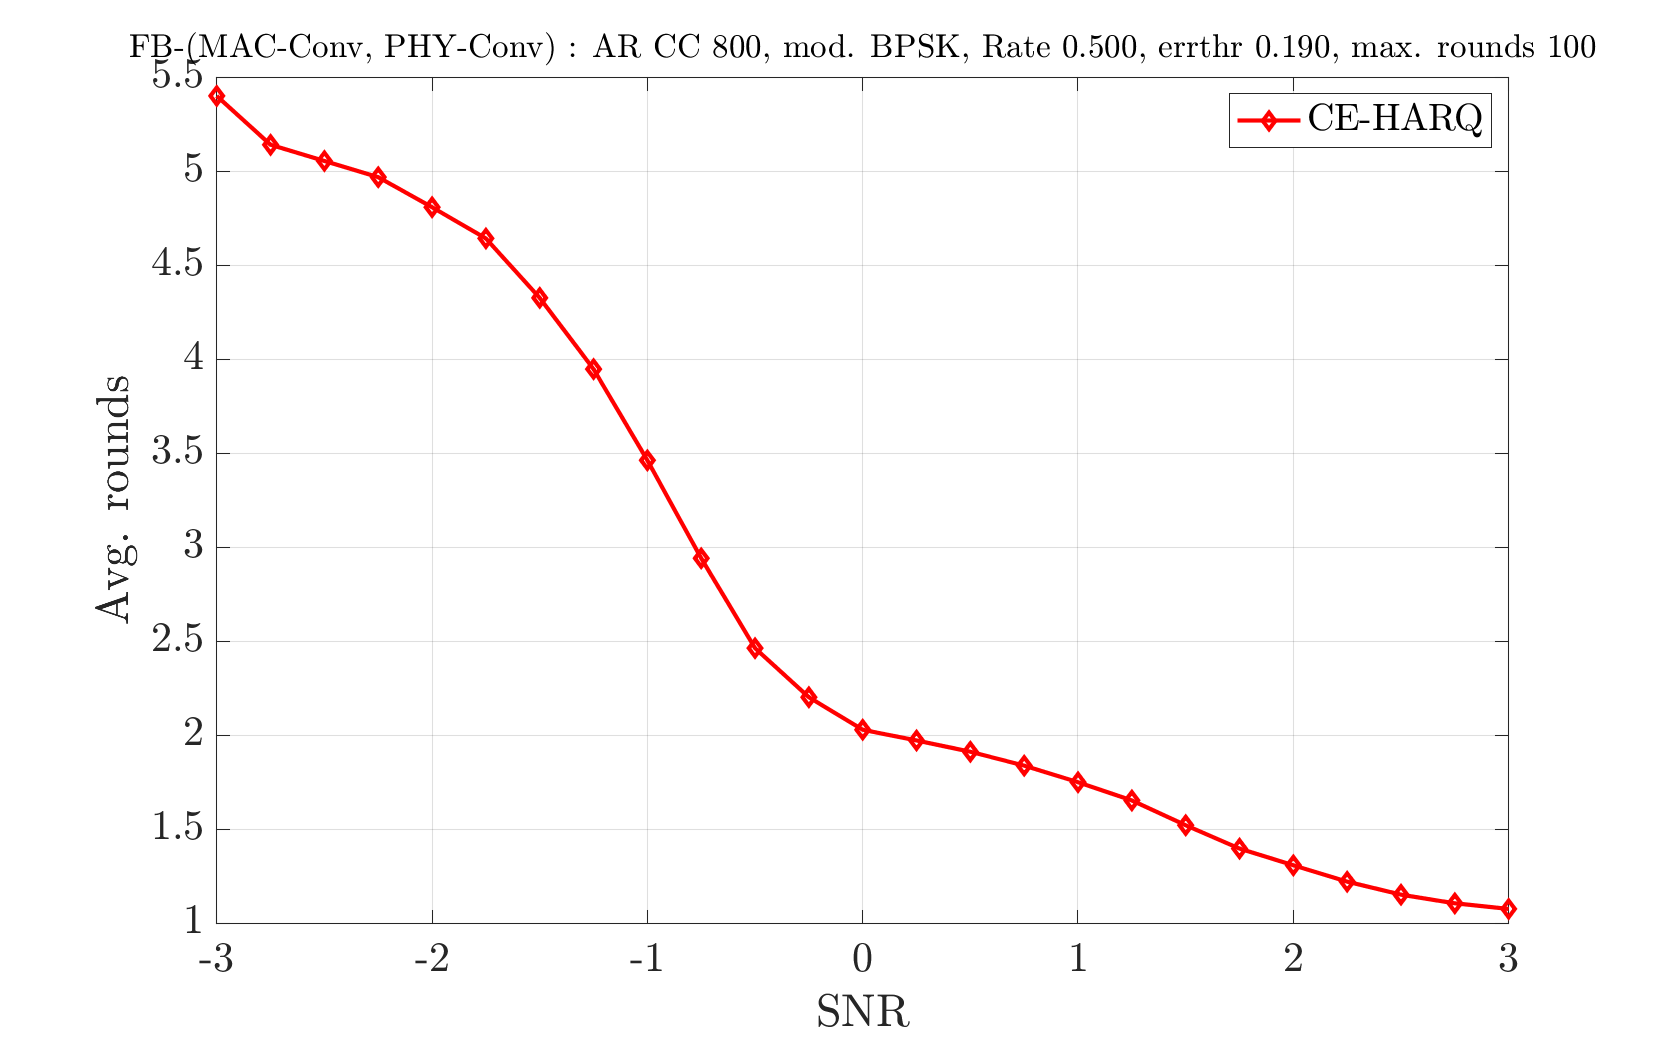 FB-(MAC-Conv, PHY-Conv) : AR CC 800, mod. BPSK, Rate 0.500, errthr 0.190, max. rounds 100
CE-HARQ
5.5
5
4.5
4
3.5
3
2.5
2
1.5
1
Avg. rounds
-3 -2 -1 0 1 2 3
SNR